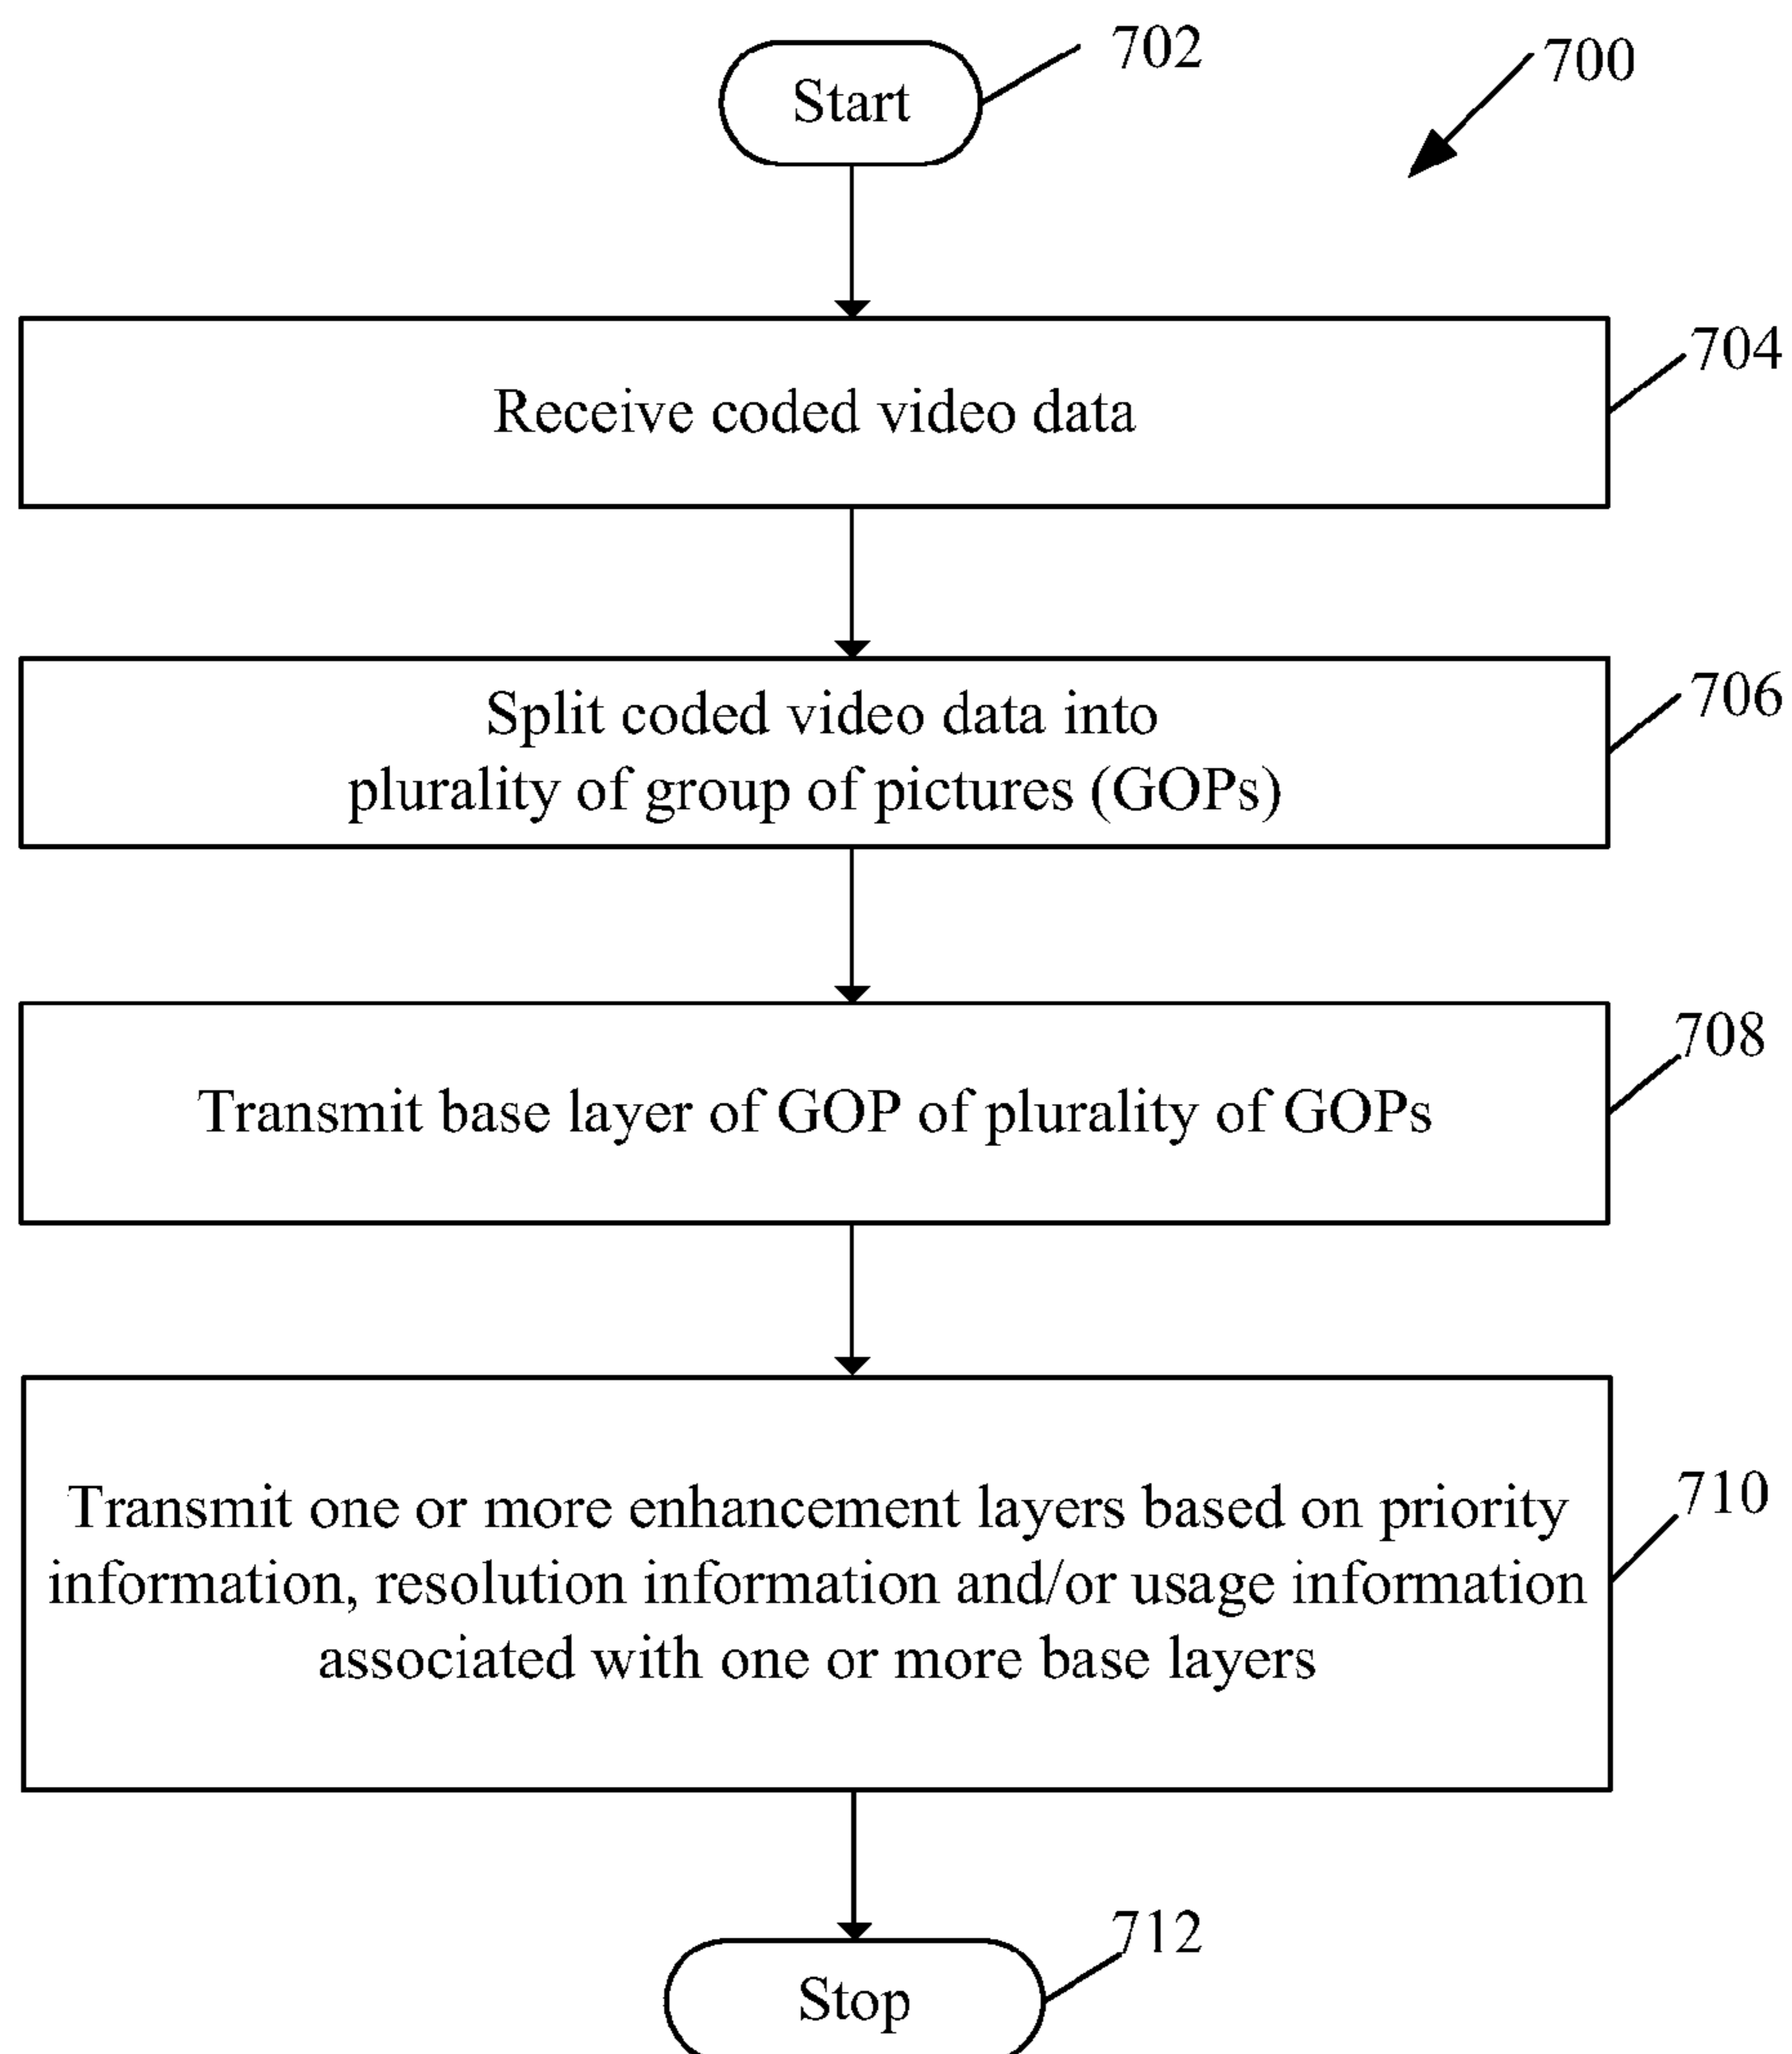 Start
702
700
Receive coded video data
704
Split coded video data into
plurality of group of pictures (GOPs)
706
Transmit base layer of GOP of plurality of GOPs
708
Transmit one or more enhancement layers based on priority
information, resolution information and/or usage information
associated with one or more base layers
710
Stop
712